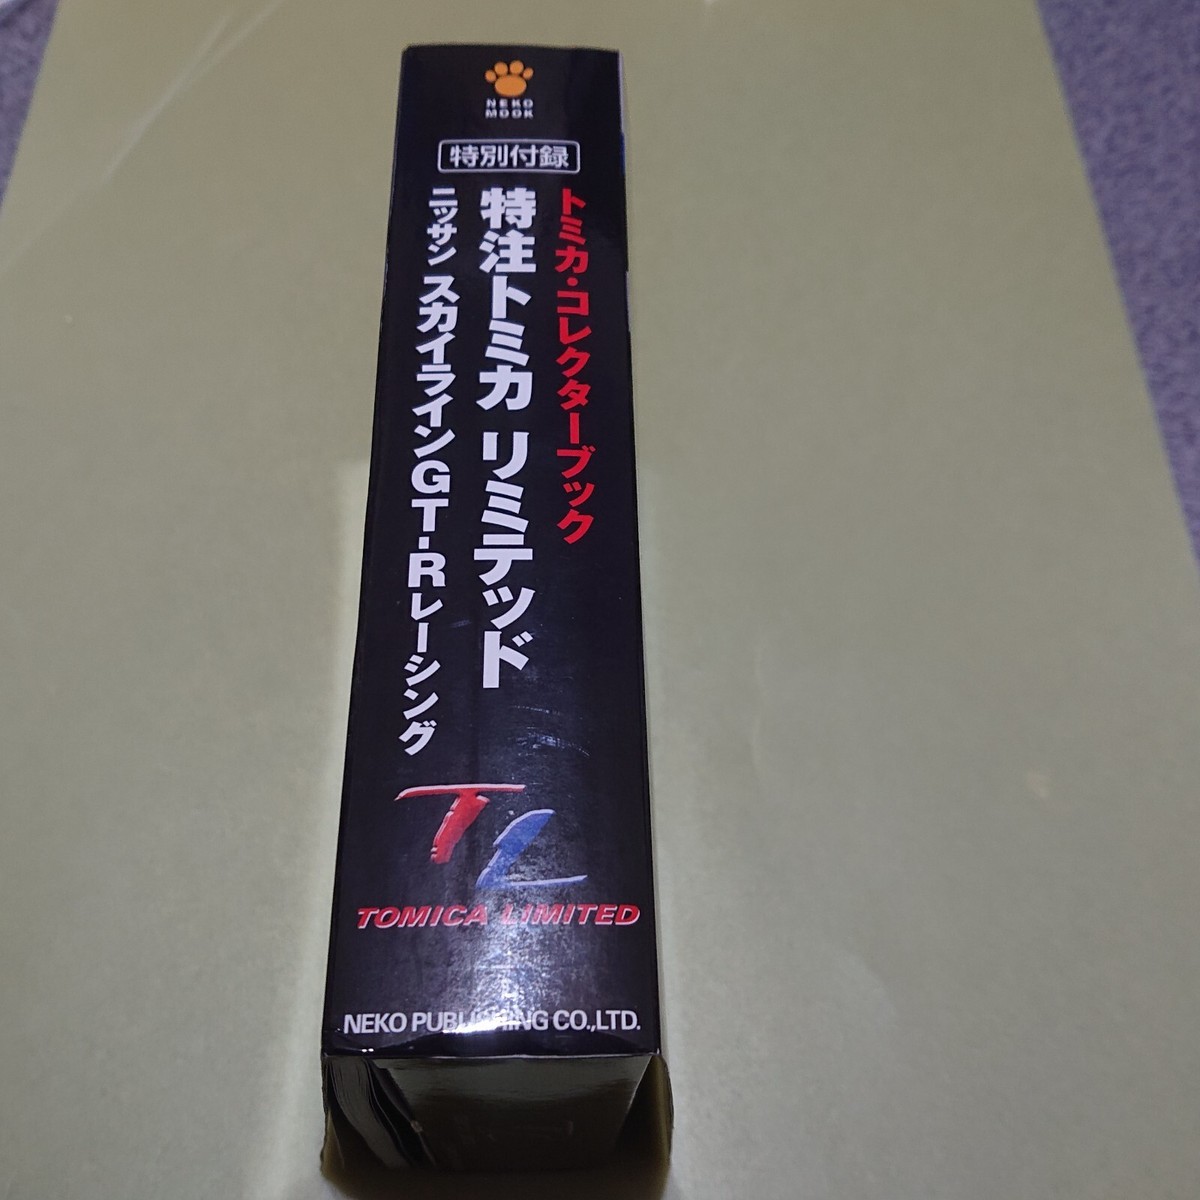 NEKO
MOOK
特別付録
トミカ・コレクターブック
特注トミカ リミテッド
ニッサン スカイラインGT-Rレーシング
TL
TOMICA LIMITED
NEKO PUBLISHING CO.,LTD.